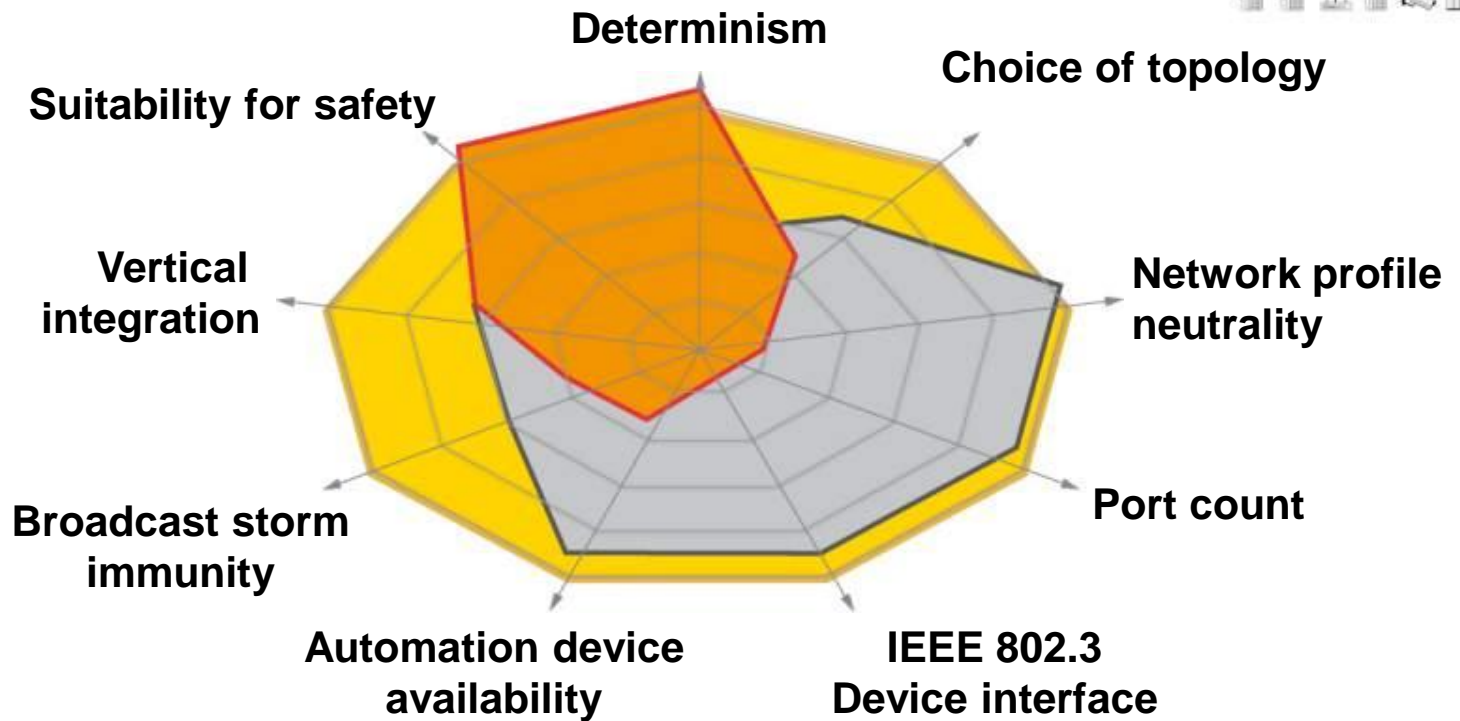 Determinism
Choice of topology
Suitability for safety
Vertical
integration
Network profile
neutrality
Port count
Broadcast storm
immunity
Automation device
availability
IEEE 802.3
Device interface